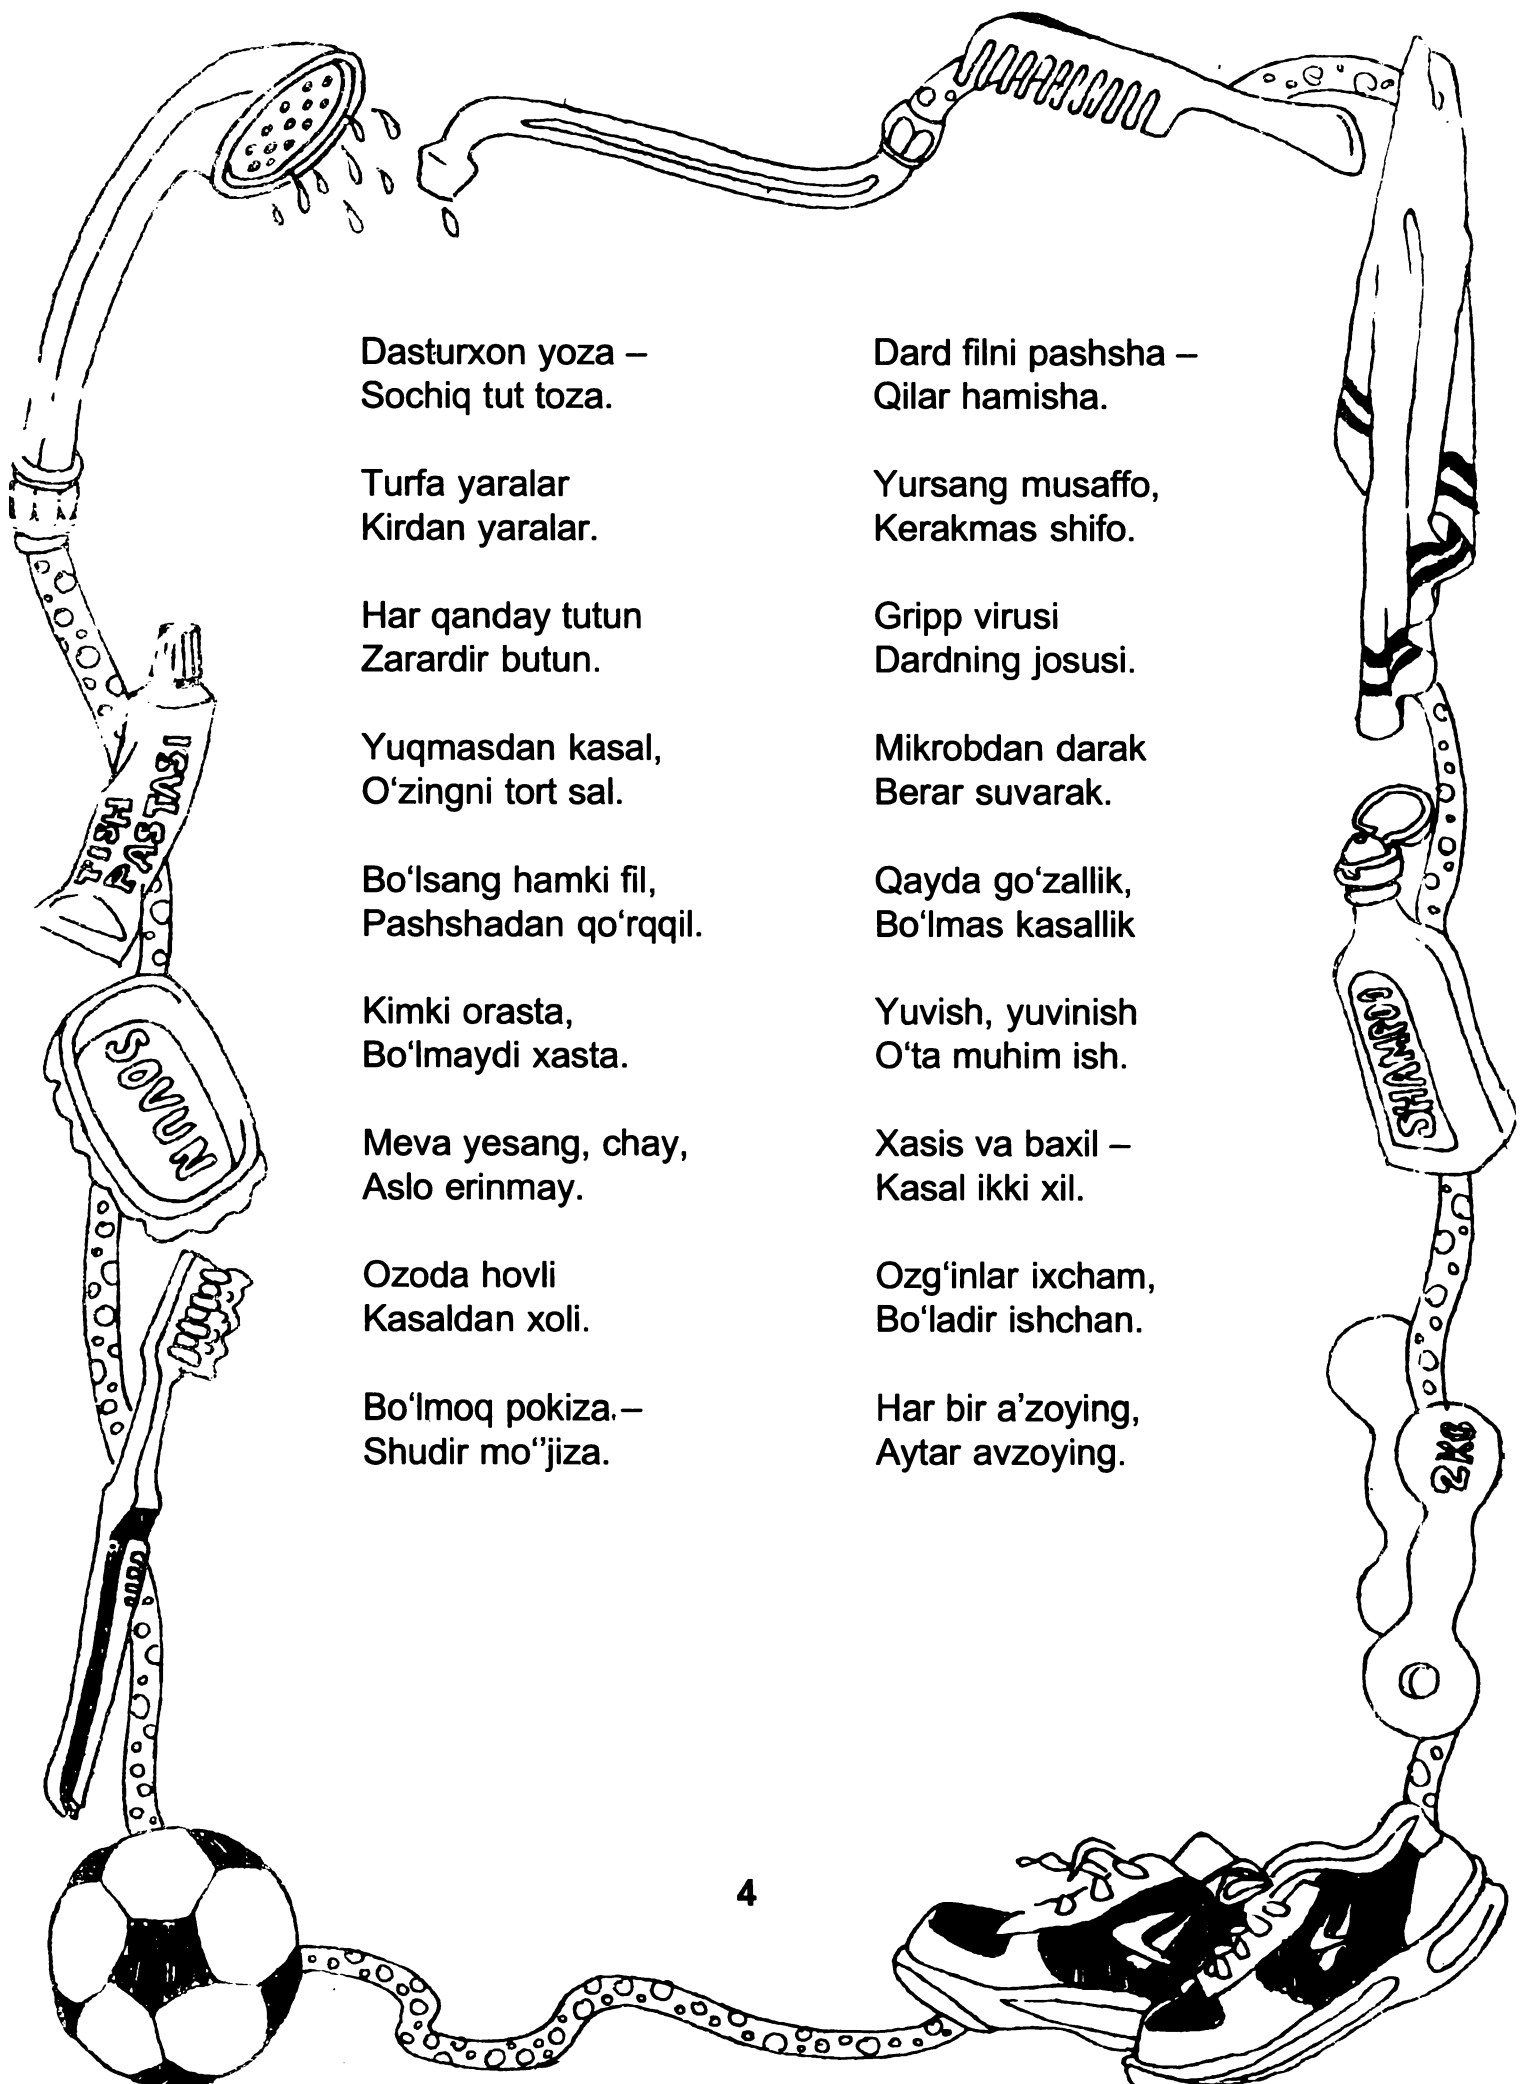 Dasturxon yoza –
Sochiq tut toza.
Turfa yaralar
Kirdan yaralar.
Har qanday tutun
Zarardir butun.
Yuqmasdan kasal,
O‘zingni tort sal.
Bo‘lsang hamki fil,
Pashshadan qo‘rqqil.
Kimki orasta,
Bo‘lmaydi xasta.
Meva yesang, chay,
Aslo erinmay.
Ozoda hovli
Kasaldan xoli.
Bo‘lmoq pokiza –
Shudir mo‘’jiza.
Dard filni pashsha –
Qilar hamisha.
Yursang musaffo,
Kerakmas shifo.
Gripp virusi
Dardning josusi.
Mikrobdan darak
Berar suvarak.
Qayda go‘zallik,
Bo‘lmas kasallik
Yuvish, yuvinish
O‘ta muhim ish.
Xasis va baxil –
Kasal ikki xil.
Ozg‘inlar ixcham,
Bo‘ladir ishchan.
Har bir a’zoying,
Aytar avzoying.
TISH
PASTASI
SOVUN
SHAMPUN
2KG
4